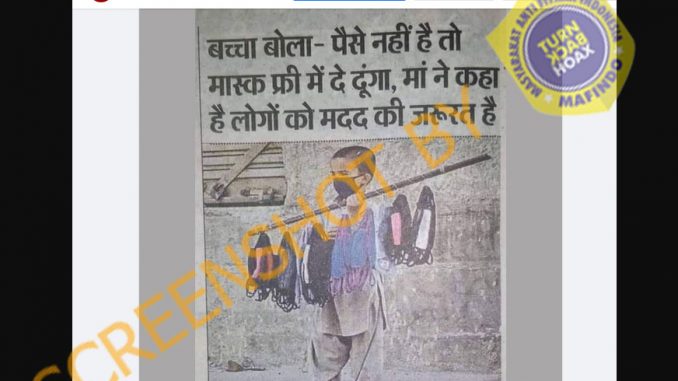 बच्चा बोला- पैसे नहीं है तो
मास्क फ्री में दे दूंगा, मां ने कहा
है लोगों को मदद की जरूरत है
SCREENSHOT BY
MASYARAKAT ANTI FITNAH INDONESIA
TURN
BACK
HOAX
MAFINDO